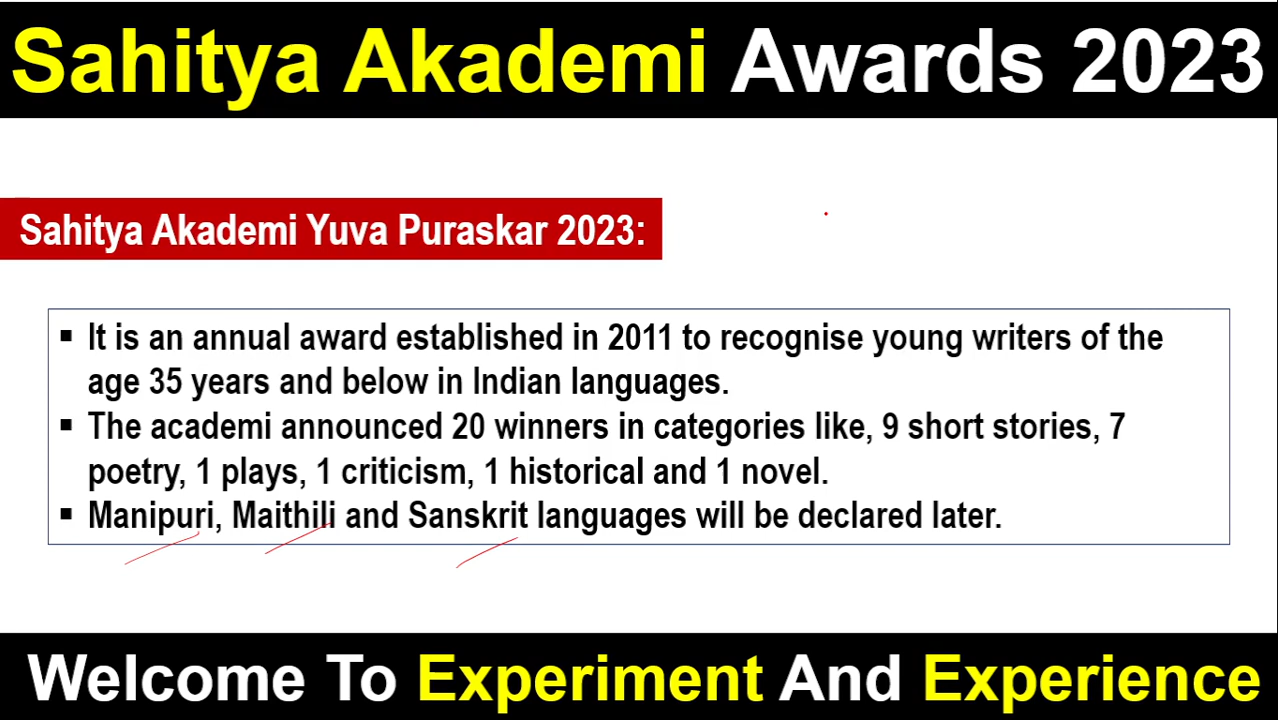 Sahitya Akademi Awards 2023
Sahitya Akademi Yuva Puraskar 2023:
▪ It is an annual award established in 2011 to recognise young writers of the
age 35 years and below in Indian languages.
▪ The academi announced 20 winners in categories like, 9 short stories, 7
poetry, 1 plays, 1 criticism, 1 historical and 1 novel.
▪ Manipuri, Maithili and Sanskrit languages will be declared later.
Welcome To Experiment And Experience